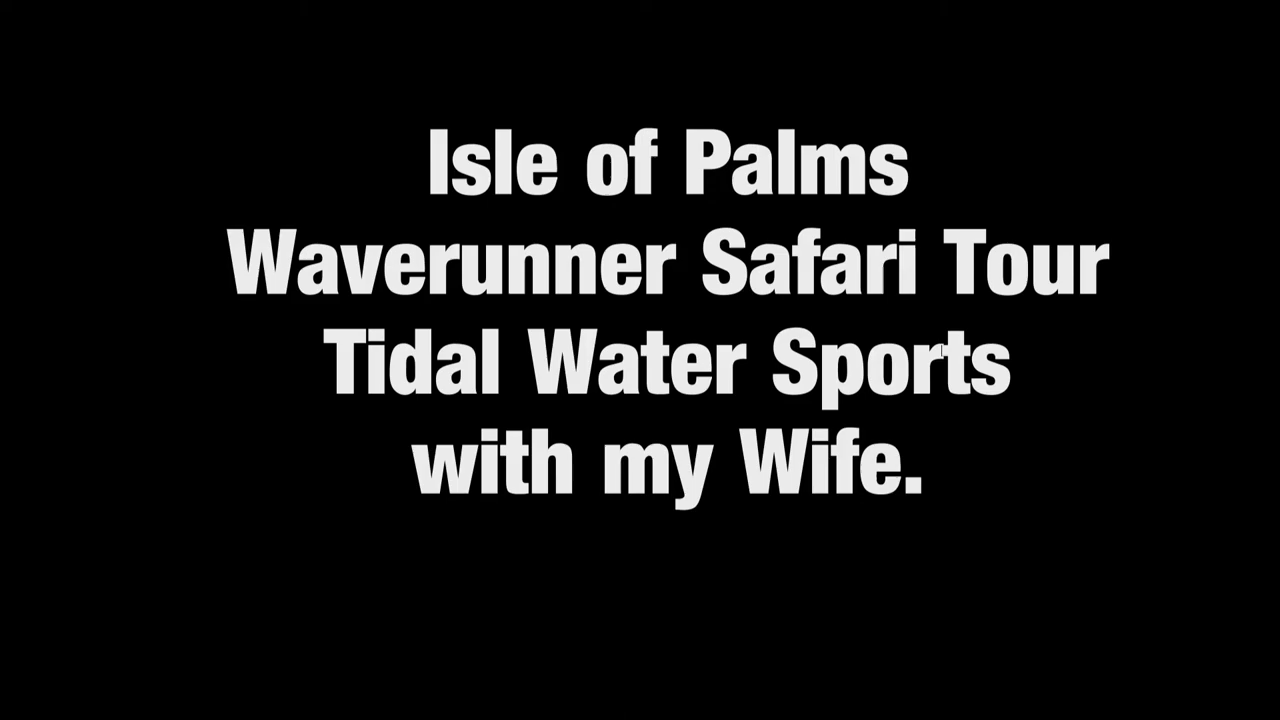 Isle of Palms
Waverunner Safari Tour
Tidal Water Sports
with my Wife.